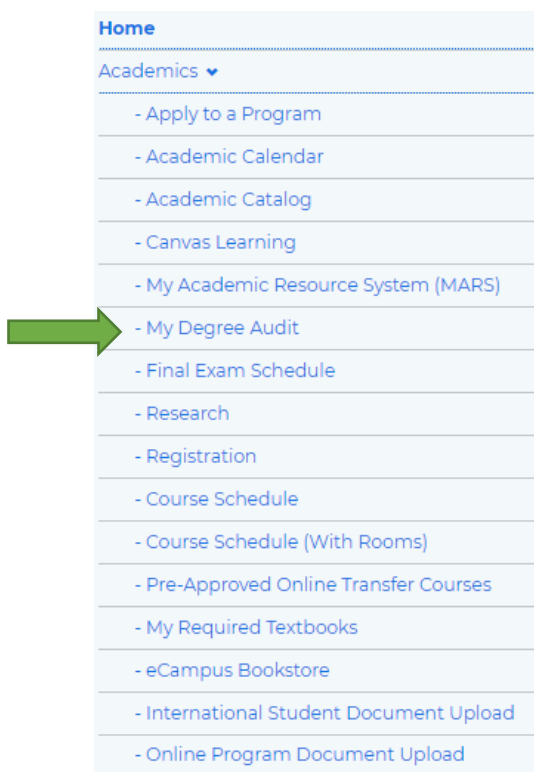 Home
Academics
- Apply to a Program
- Academic Calendar
- Academic Catalog
- Canvas Learning
- My Academic Resource System (MARS)
- My Degree Audit
- Final Exam Schedule
- Research
- Registration
- Course Schedule
- Course Schedule (With Rooms)
- Pre-Approved Online Transfer Courses
- My Required Textbooks
- eCampus Bookstore
- International Student Document Upload
- Online Program Document Upload